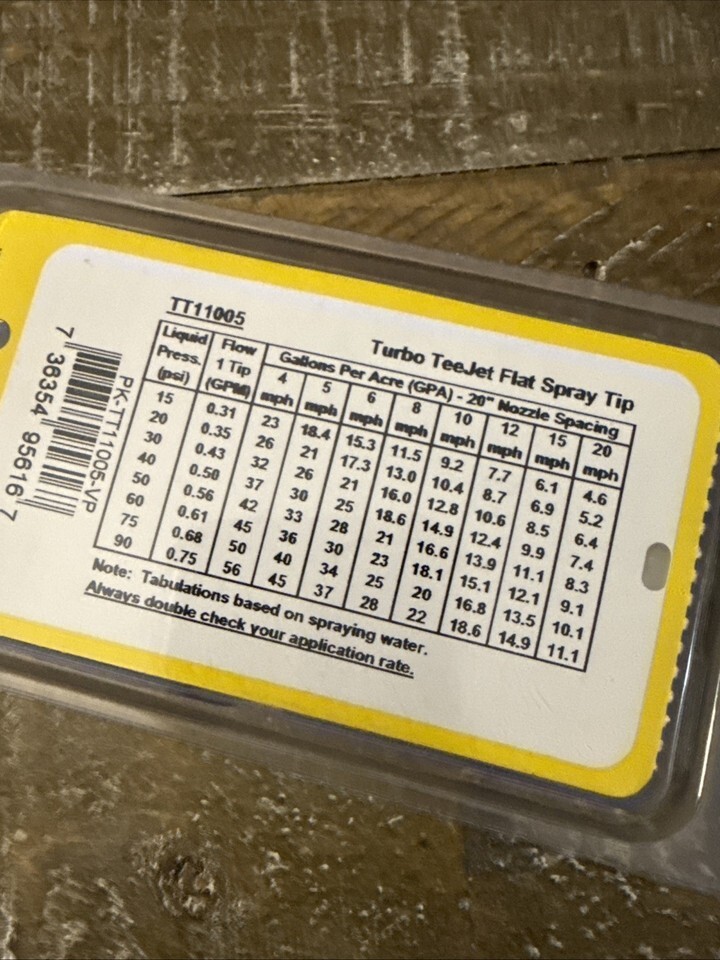 TT11005
Turbo TeeJet Flat Spray Tip
Liquid Press. (psi) Flow 1 Tip (GPM) Gallons Per Acre (GPA) - 20" Nozzle Spacing
4 mph 5 mph 6 mph 8 mph 10 mph 12 mph 15 mph 20 mph
15 0.31 23 18.4 15.3 11.5 9.2 7.7 6.1 4.6
20 0.35 26 21 17.3 13.0 10.4 8.7 6.9 5.2
30 0.43 32 26 21 16.0 12.8 10.6 8.5 6.4
40 0.50 37 30 25 18.6 14.9 12.4 9.9 7.4
50 0.56 42 33 28 21 16.6 13.9 11.1 8.3
60 0.61 45 36 30 23 18.1 15.1 12.1 9.1
75 0.68 50 40 34 25 20 16.8 13.5 10.1
90 0.75 56 45 37 28 22 18.6 14.9 11.1
Note: Tabulations based on spraying water.
Always double check your application rate.
PK-TT11005-VP
7 36354 95616 7